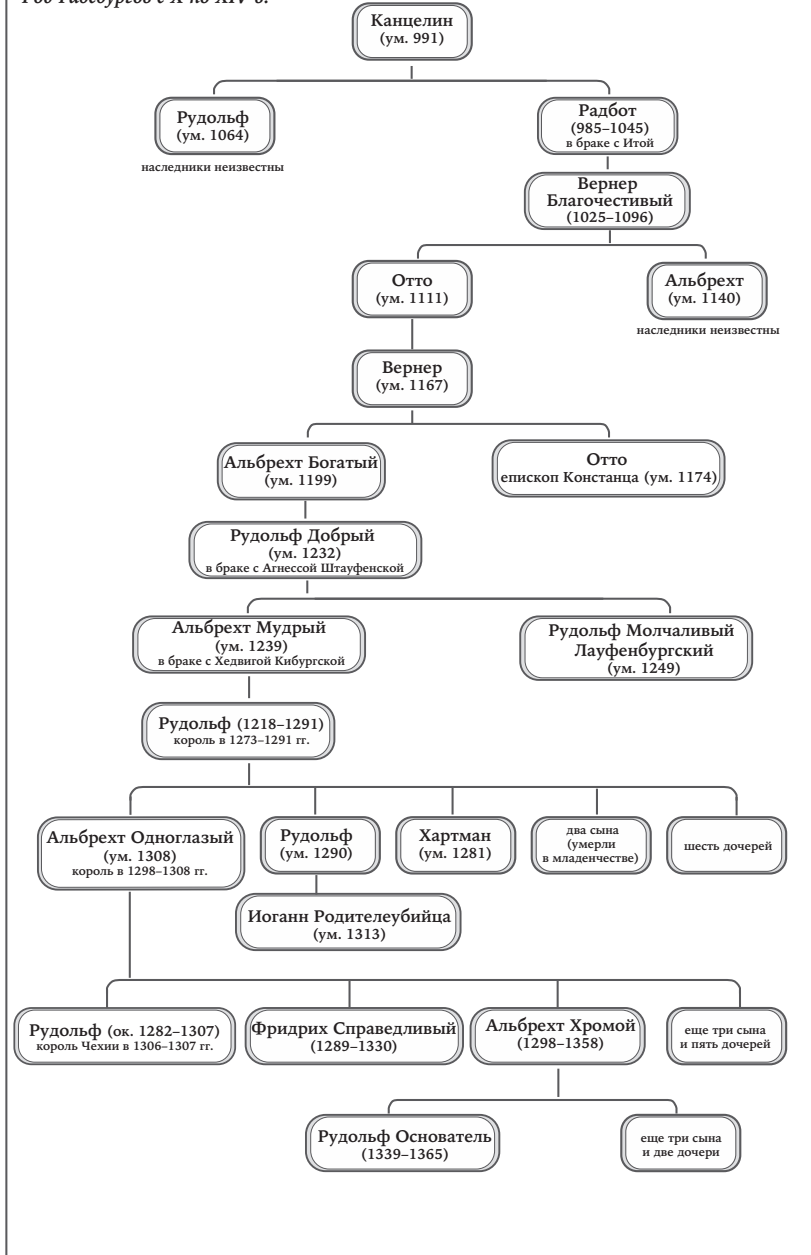 Род Габсбургов с X по XIV в.
Канцелин
(ум. 991)
Рудольф
(ум. 1064)
наследники неизвестны
Радбот
(985–1045)
в браке с Итой
Вернер
Благочестивый
(1025–1096)
Отто
(ум. 1111)
Альбрехт
(ум. 1140)
наследники неизвестны
Вернер
(ум. 1167)
Альбрехт Богатый
(ум. 1199)
Отто
епископ Констанца (ум. 1174)
Рудольф Добрый
(ум. 1232)
в браке с Агнессой Штауфенской
Альбрехт Мудрый
(ум. 1239)
в браке с Хедвигой Кибургской
Рудольф Молчаливый
Лауфенбургский
(ум. 1249)
Рудольф (1218–1291)
король в 1273–1291 гг.
Альбрехт Одноглазый
(ум. 1308)
король в 1298–1308 гг.
Рудольф
(ум. 1290)
Хартман
(ум. 1281)
два сына
(умерли
в младенчестве)
шесть дочерей
Иоганн Родителеубийца
(ум. 1313)
Рудольф (ок. 1282–1307)
король Чехии в 1306–1307 гг.
Фридрих Справедливый
(1289–1330)
Альбрехт Хромой
(1298–1358)
еще три сына
и пять дочерей
Рудольф Основатель
(1339–1365)
еще три сына
и две дочери